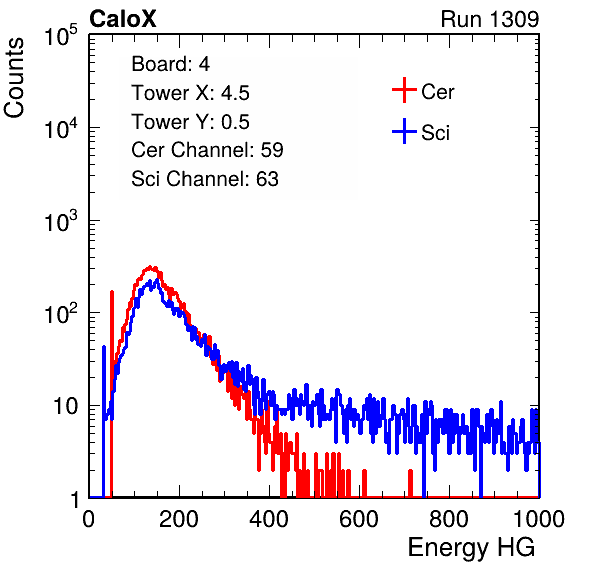 CaloX Run 1309
Counts
10^5
10^4
10^3
10^2
10
1
Board: 4
Tower X: 4.5
Tower Y: 0.5
Cer Channel: 59
Sci Channel: 63
Cer
Sci
0 200 400 600 800 1000
Energy HG